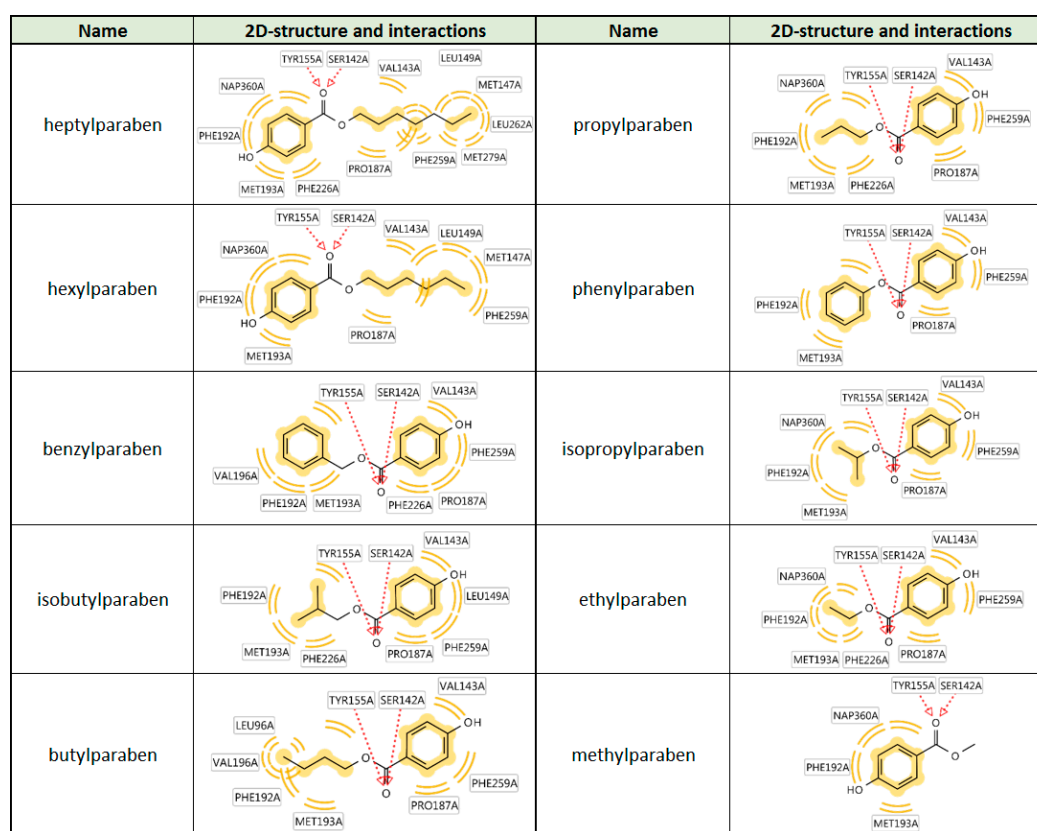 Name 2D-structure and interactions Name 2D-structure and interactions
heptylparaben
TYR155A SER142A VAL143A LEU149A
NAP360A MET147A
O
PHE192A O LEU262A
HO PRO187A PHE259A MET279A
MET193A PHE226A
propylparaben
VAL143A
TYR155A SER142A
NAP360A OH
O PHE259A
PHE192A
O PRO187A
MET193A PHE226A
hexylparaben
TYR155A SER142A VAL143A LEU149A
NAP360A O MET147A
PHE192A O
HO PRO187A PHE259A
MET193A
phenylparaben
VAL143A
TYR155A SER142A
OH
O PHE259A
PHE192A O PRO187A
MET193A
benzylparaben
TYR155A SER142A VAL143A
OH
O PHE259A
VAL196A O
PHE192A MET193A PHE226A PRO187A
isopropylparaben
VAL143A
TYR155A SER142A
NAP360A OH
O PHE259A
PHE192A O PRO187A
MET193A
isobutylparaben
TYR155A SER142A VAL143A
OH
PHE192A O LEU149A
O
MET193A PHE226A PRO187A PHE259A
ethylparaben
VAL143A
TYR155A SER142A
NAP360A OH
O PHE259A
PHE192A
O
MET193A PHE226A PRO187A
butylparaben
VAL143A
TYR155A SER142A
LEU96A OH
VAL196A O
PHE192A O PHE259A
MET193A PRO187A
methylparaben
TYR155A SER142A
NAP360A O
PHE192A O
HO
MET193A